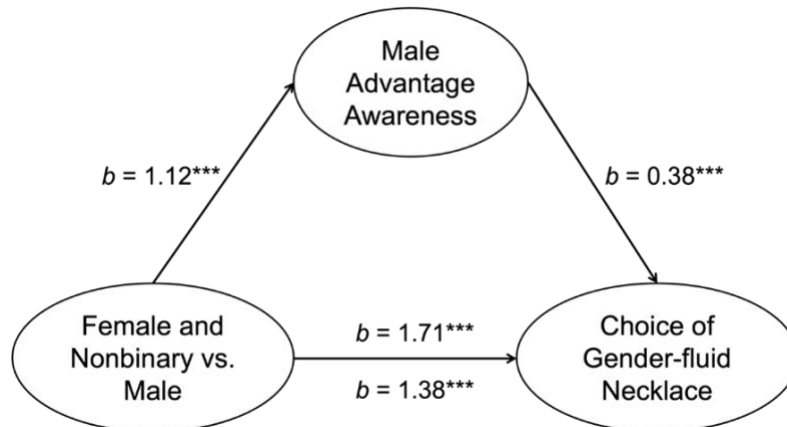 Male
Advantage
Awareness
b = 1.12***
b = 0.38***
Female and
Nonbinary vs.
Male
b = 1.71***
b = 1.38***
Choice of
Gender-fluid
Necklace